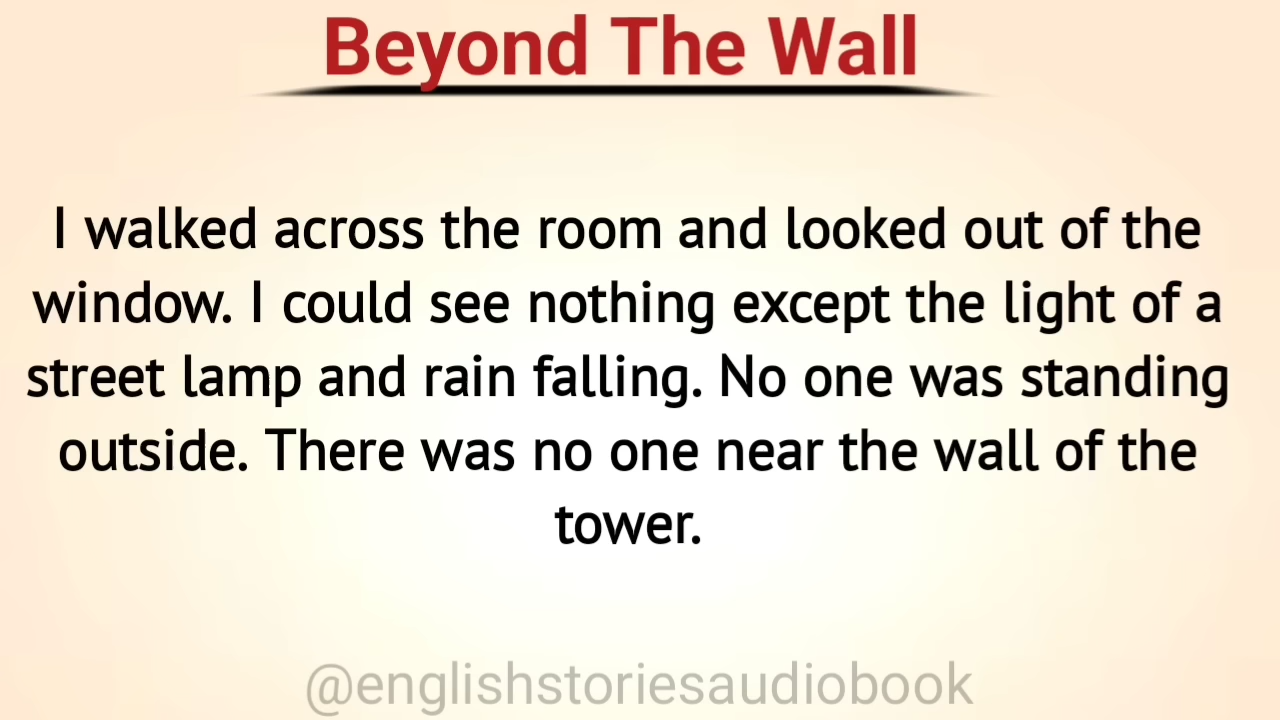 Beyond The Wall
I walked across the room and looked out of the
window. I could see nothing except the light of a
street lamp and rain falling. No one was standing
outside. There was no one near the wall of the
tower.
@englishstoriesaudiobook